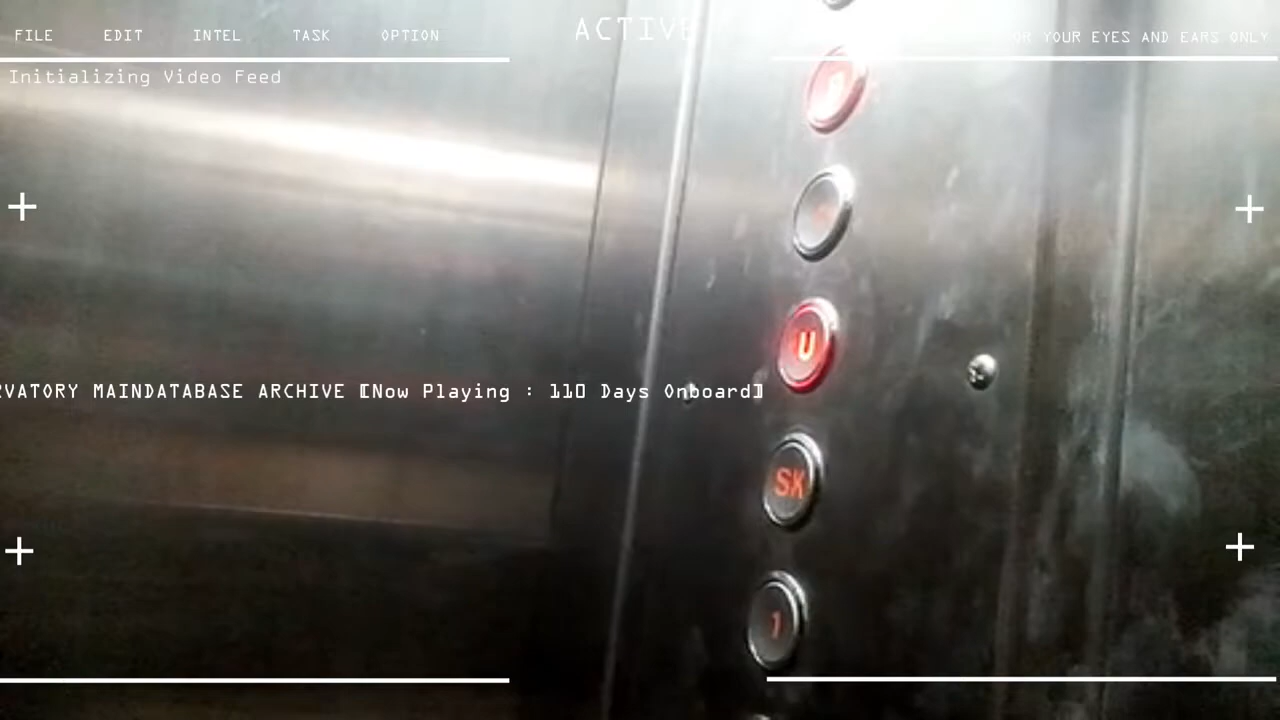 FILE EDIT INTEL TASK OPTION
ACTIVE
OR YOUR EYES AND EARS ONLY
Initializing Video Feed
RVATORY MAINDATABASE ARCHIVE [Now Playing : 110 Days Onboard]
U
SK
1